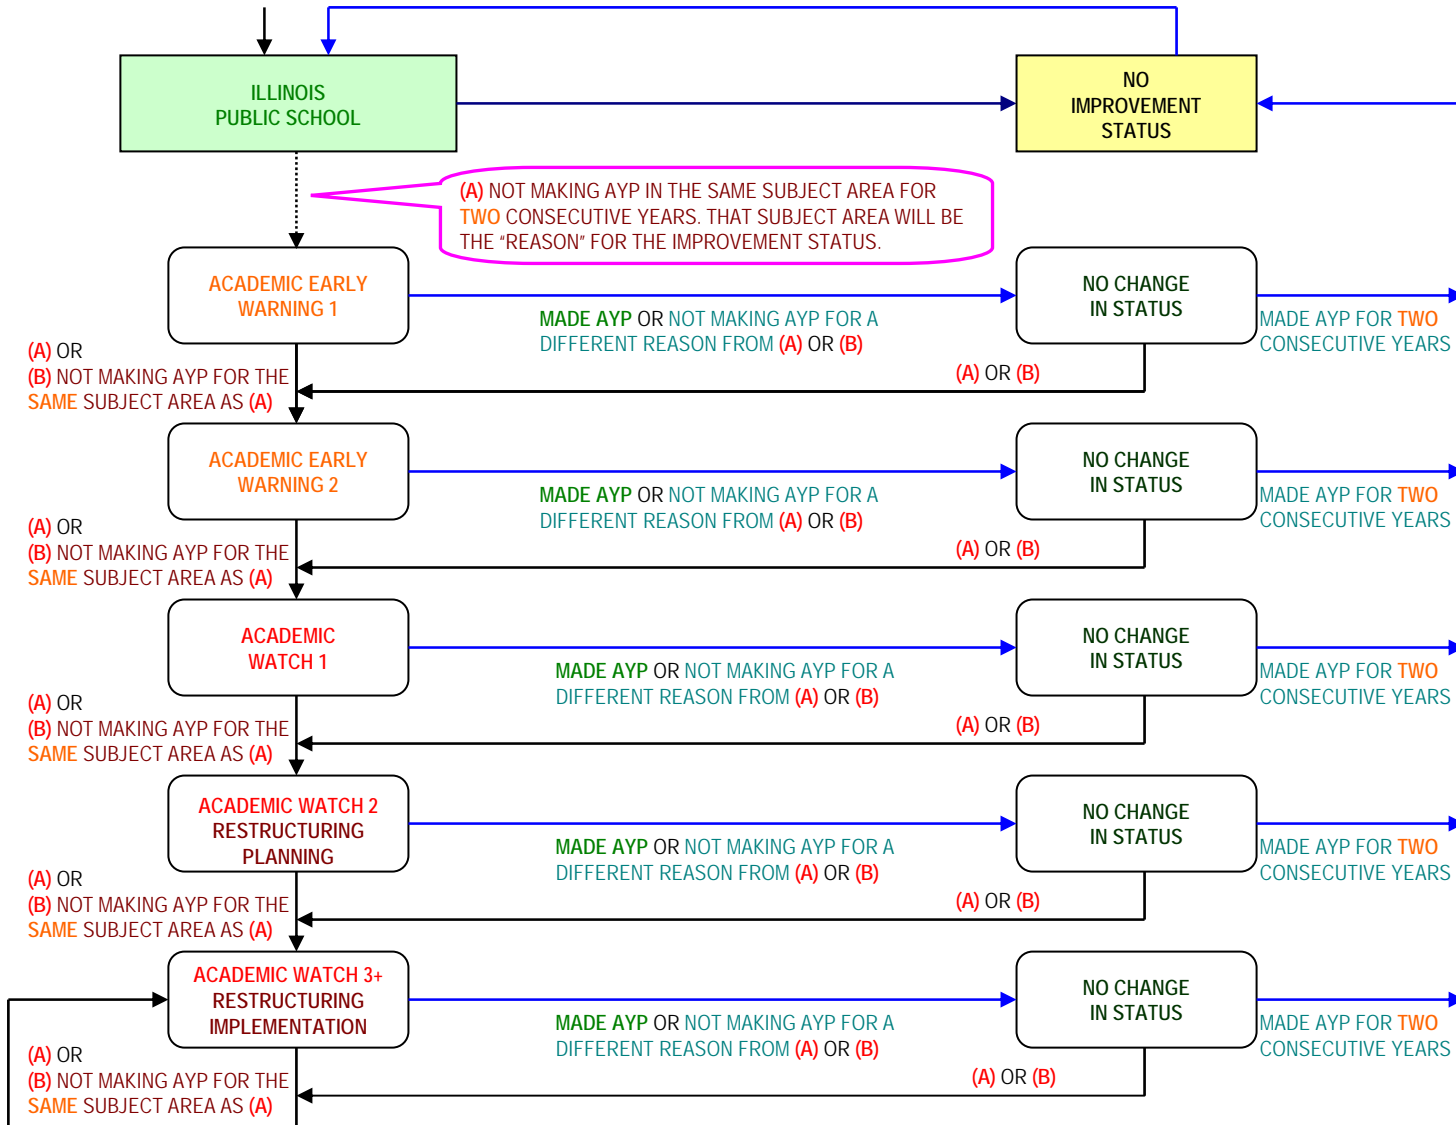 ILLINOIS
PUBLIC SCHOOL
NO
IMPROVEMENT
STATUS
(A) NOT MAKING AYP IN THE SAME SUBJECT AREA FOR
TWO CONSECUTIVE YEARS. THAT SUBJECT AREA WILL BE
THE “REASON” FOR THE IMPROVEMENT STATUS.
ACADEMIC EARLY
WARNING 1
MADE AYP OR NOT MAKING AYP FOR A
DIFFERENT REASON FROM (A) OR (B)
NO CHANGE
IN STATUS
MADE AYP FOR TWO
CONSECUTIVE YEARS
(A) OR
(B) NOT MAKING AYP FOR THE
SAME SUBJECT AREA AS (A)
(A) OR (B)
ACADEMIC EARLY
WARNING 2
MADE AYP OR NOT MAKING AYP FOR A
DIFFERENT REASON FROM (A) OR (B)
NO CHANGE
IN STATUS
MADE AYP FOR TWO
CONSECUTIVE YEARS
(A) OR
(B) NOT MAKING AYP FOR THE
SAME SUBJECT AREA AS (A)
(A) OR (B)
ACADEMIC
WATCH 1
MADE AYP OR NOT MAKING AYP FOR A
DIFFERENT REASON FROM (A) OR (B)
NO CHANGE
IN STATUS
MADE AYP FOR TWO
CONSECUTIVE YEARS
(A) OR
(B) NOT MAKING AYP FOR THE
SAME SUBJECT AREA AS (A)
(A) OR (B)
ACADEMIC WATCH 2
RESTRUCTURING
PLANNING
MADE AYP OR NOT MAKING AYP FOR A
DIFFERENT REASON FROM (A) OR (B)
NO CHANGE
IN STATUS
MADE AYP FOR TWO
CONSECUTIVE YEARS
(A) OR
(B) NOT MAKING AYP FOR THE
SAME SUBJECT AREA AS (A)
(A) OR (B)
ACADEMIC WATCH 3+
RESTRUCTURING
IMPLEMENTATION
MADE AYP OR NOT MAKING AYP FOR A
DIFFERENT REASON FROM (A) OR (B)
NO CHANGE
IN STATUS
MADE AYP FOR TWO
CONSECUTIVE YEARS
(A) OR
(B) NOT MAKING AYP FOR THE
SAME SUBJECT AREA AS (A)
(A) OR (B)